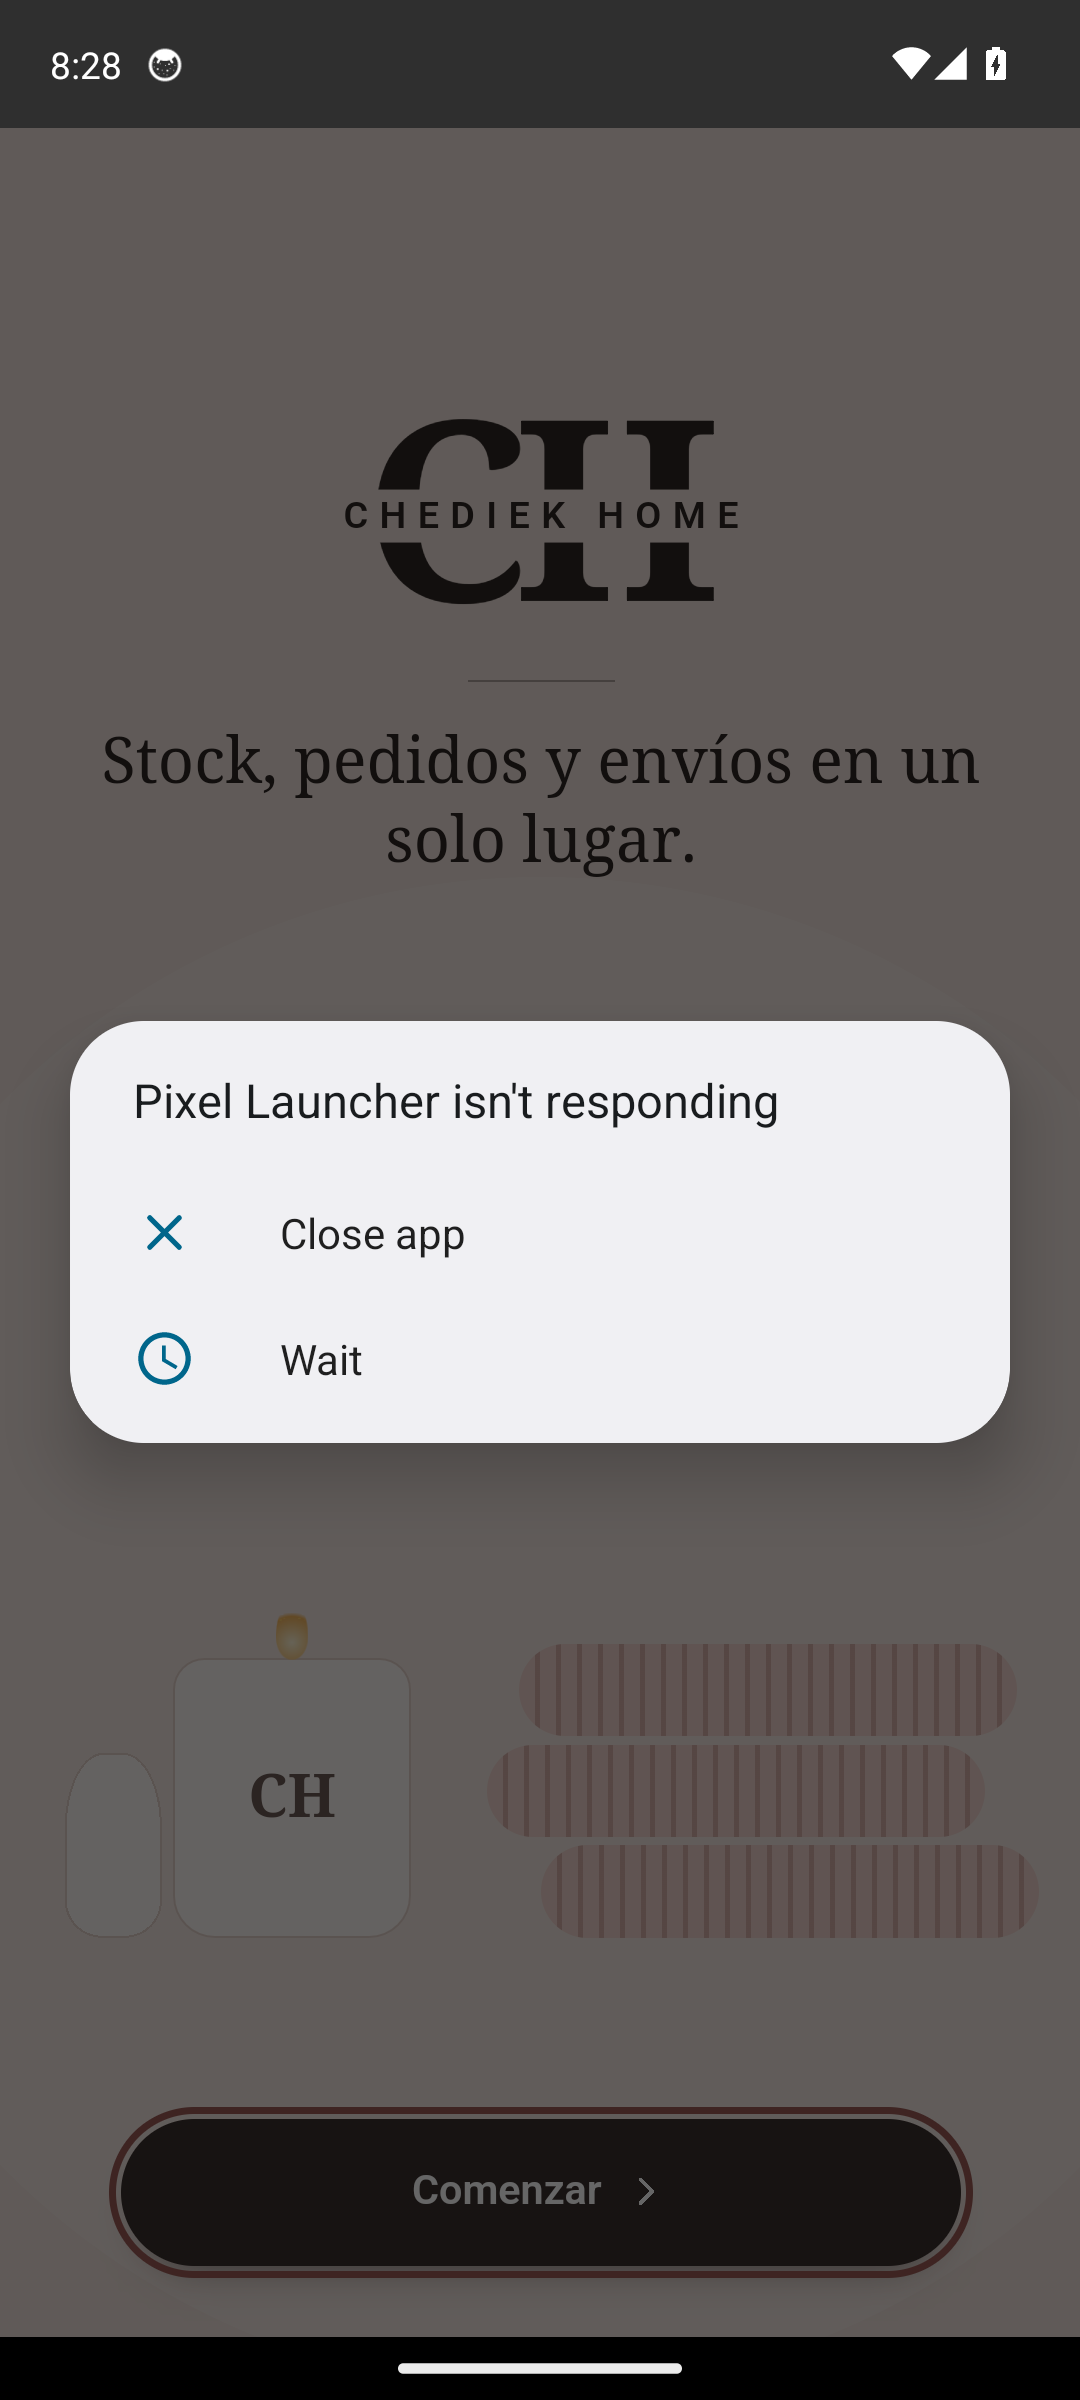 8:28
CH
CHEDIEK HOME
Stock, pedidos y envíos en un
solo lugar.
Pixel Launcher isn't responding
Close app
Wait
CH
Comenzar